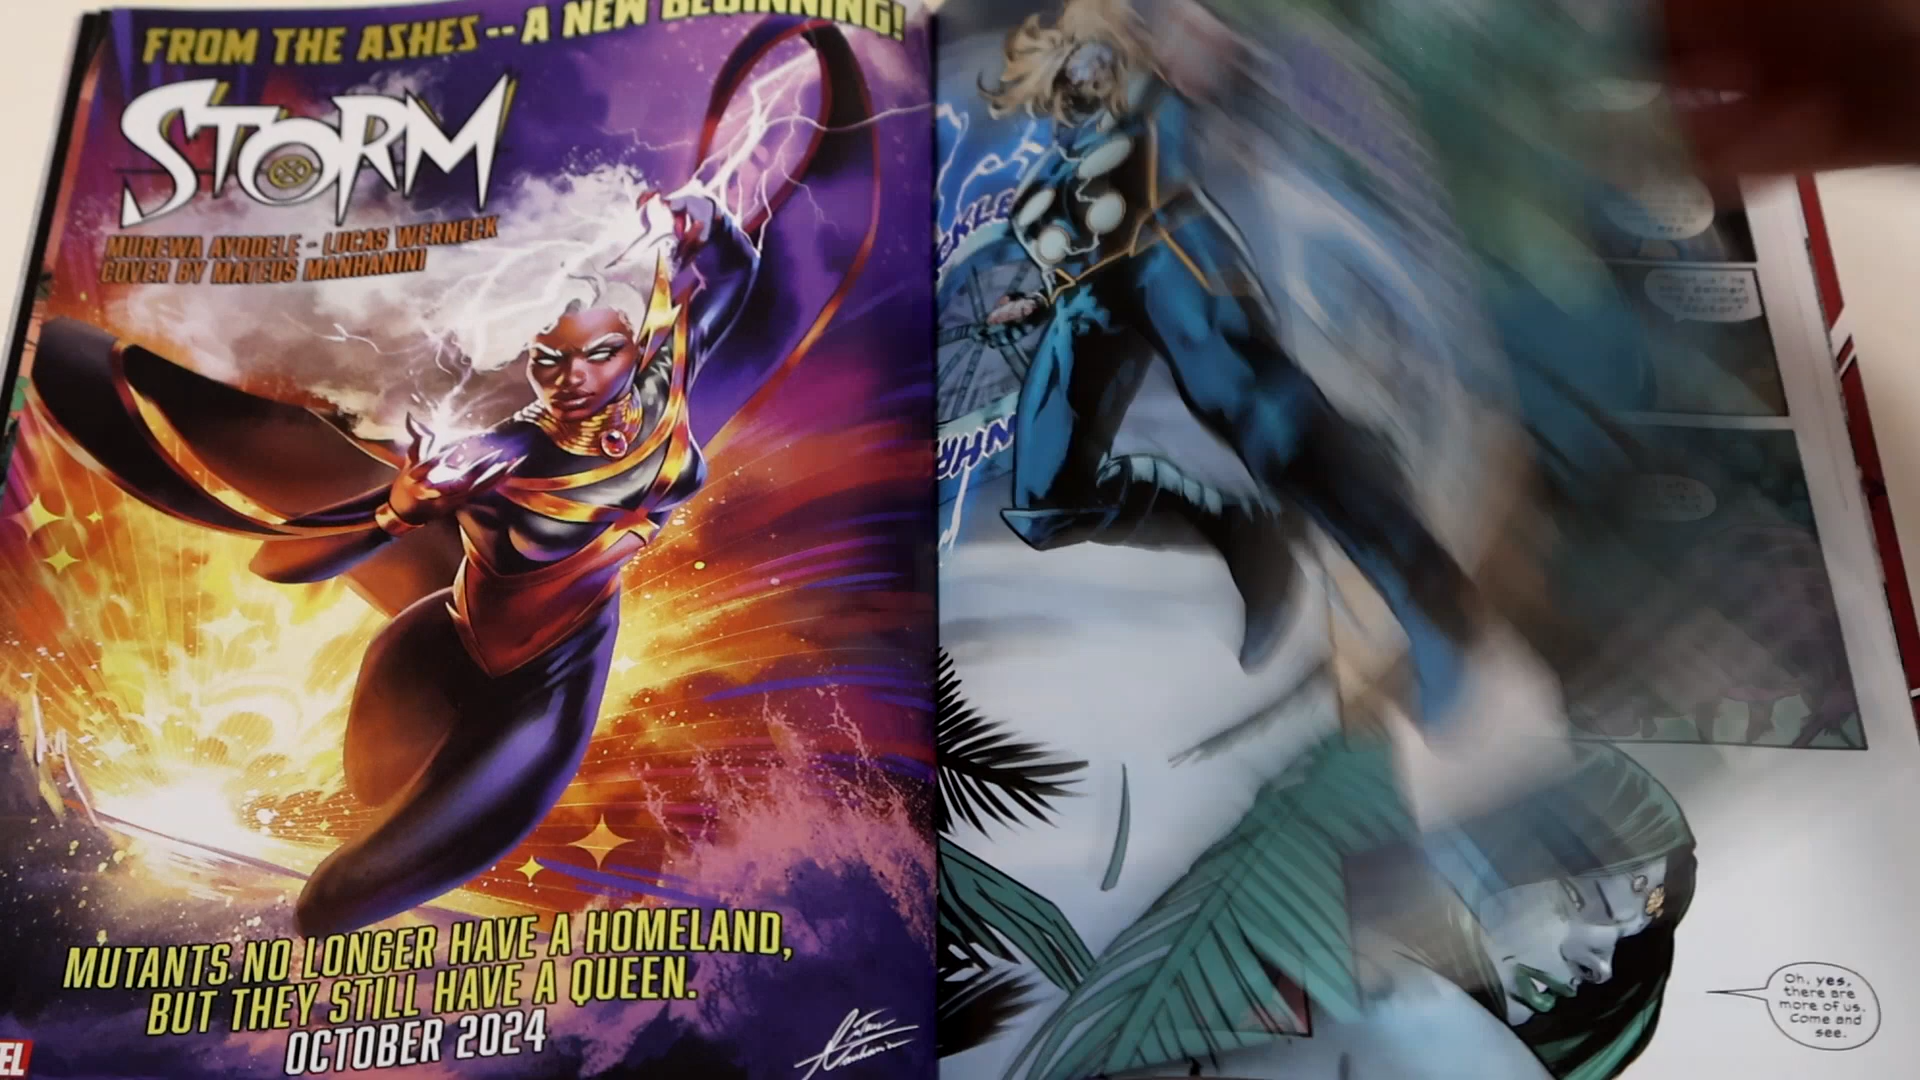 FROM THE ASHES--A NEW BEGINNING!
STORM
MUREWA AYODELE - LUCAS WERNECK
COVER BY MATEUS MANHANINI
MUTANTS NO LONGER HAVE A HOMELAND,
BUT THEY STILL HAVE A QUEEN.
OCTOBER 2024
Oh, yes,
there are
more of us.
Come and
see.